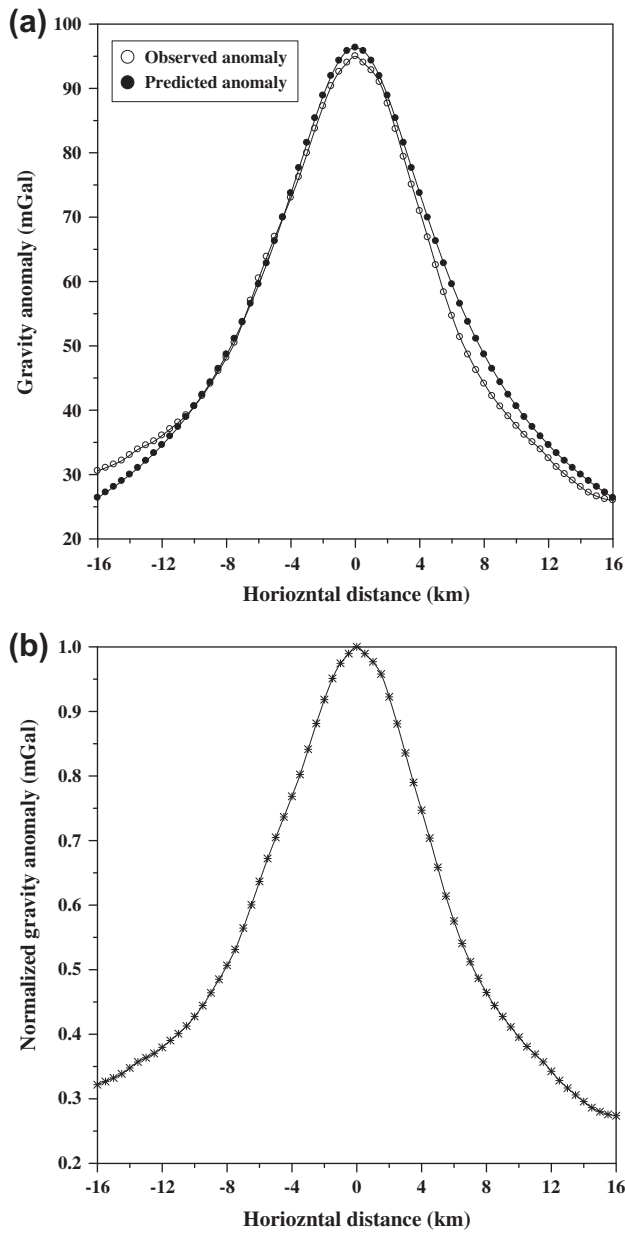 (a)
Observed anomaly
Predicted anomaly
Gravity anomaly (mGal)
100
90
80
70
60
50
40
30
20
-16 -12 -8 -4 0 4 8 12 16
Horiozntal distance (km)
(b)
Normalized gravity anomaly (mGal)
1.0
0.9
0.8
0.7
0.6
0.5
0.4
0.3
0.2
-16 -12 -8 -4 0 4 8 12 16
Horiozntal distance (km)